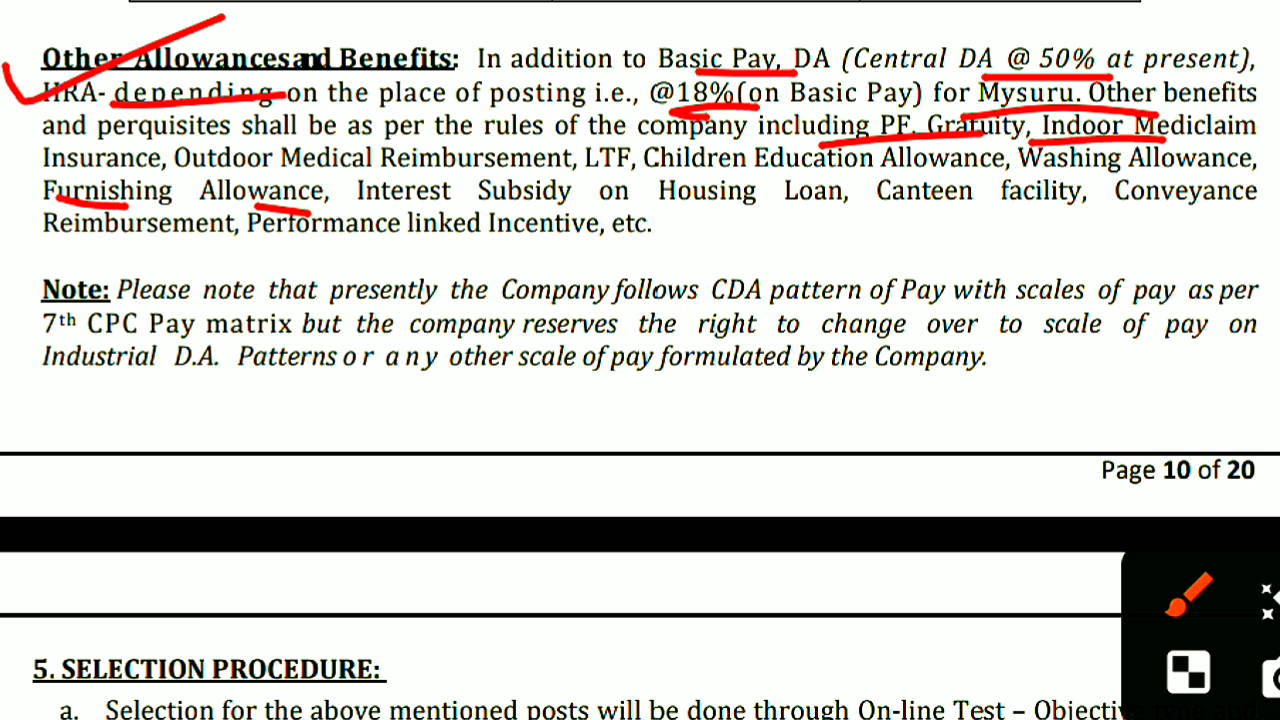 Other Allowances and Benefits: In addition to Basic Pay, DA (Central DA @ 50% at present),
HRA- depending on the place of posting i.e., @18%(on Basic Pay) for Mysuru. Other benefits
and perquisites shall be as per the rules of the company including PF, Gratuity, Indoor Mediclaim
Insurance, Outdoor Medical Reimbursement, LTF, Children Education Allowance, Washing Allowance,
Furnishing Allowance, Interest Subsidy on Housing Loan, Canteen facility, Conveyance
Reimbursement, Performance linked Incentive, etc.
Note: Please note that presently the Company follows CDA pattern of Pay with scales of pay as per
7th CPC Pay matrix but the company reserves the right to change over to scale of pay on
Industrial D.A. Patterns or any other scale of pay formulated by the Company.
Page 10 of 20
5. SELECTION PROCEDURE:
a. Selection for the above mentioned posts will be done through On-line Test – Objective